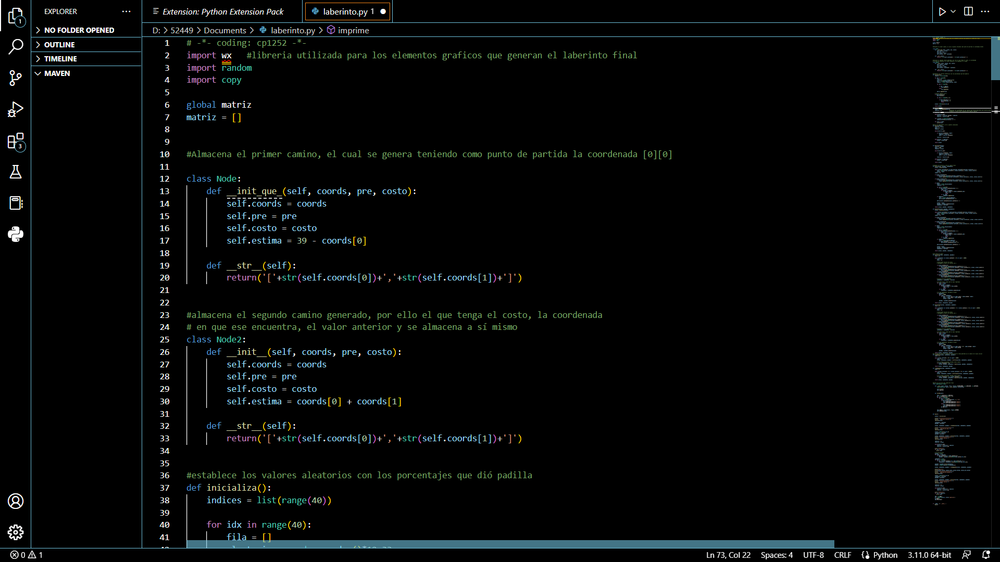 EXPLORER
Extension: Python Extension Pack
laberinto.py 1
NO FOLDER OPENED
OUTLINE
TIMELINE
MAVEN
D: > 52449 > Documents > laberinto.py > imprime
1 # -*- coding: cp1252 -*-
2 import wx #libreria utilizada para los elementos graficos que generan el laberinto final
3 import random
4 import copy
5
6 global matriz
7 matriz = []
8
9
10 #Almacena el primer camino, el cual se genera teniendo como punto de partida la coordenada [0][0]
11
12 class Node:
13 def __init_que_(self, coords, pre, costo):
14 self.coords = coords
15 self.pre = pre
16 self.costo = costo
17 self.estima = 39 - coords[0]
18
19 def __str__(self):
20 return('['+str(self.coords[0])+','+str(self.coords[1])+']')
21
22
23 #almacena el segundo camino generado, por ello el que tenga el costo, la coordenada
24 # en que ese encuentra, el valor anterior y se almacena a sí mismo
25 class Node2:
26 def __init__(self, coords, pre, costo):
27 self.coords = coords
28 self.pre = pre
29 self.costo = costo
30 self.estima = coords[0] + coords[1]
31
32 def __str__(self):
33 return('['+str(self.coords[0])+','+str(self.coords[1])+']')
34
35
36 #establece los valores aleatorios con los porcentajes que dió padilla
37 def inicializa():
38 indices = list(range(40))
39
40 for idx in range(40):
41 fila = []
1
3
0 1
Ln 73, Col 22 Spaces: 4 UTF-8 CRLF Python 3.11.0 64-bit